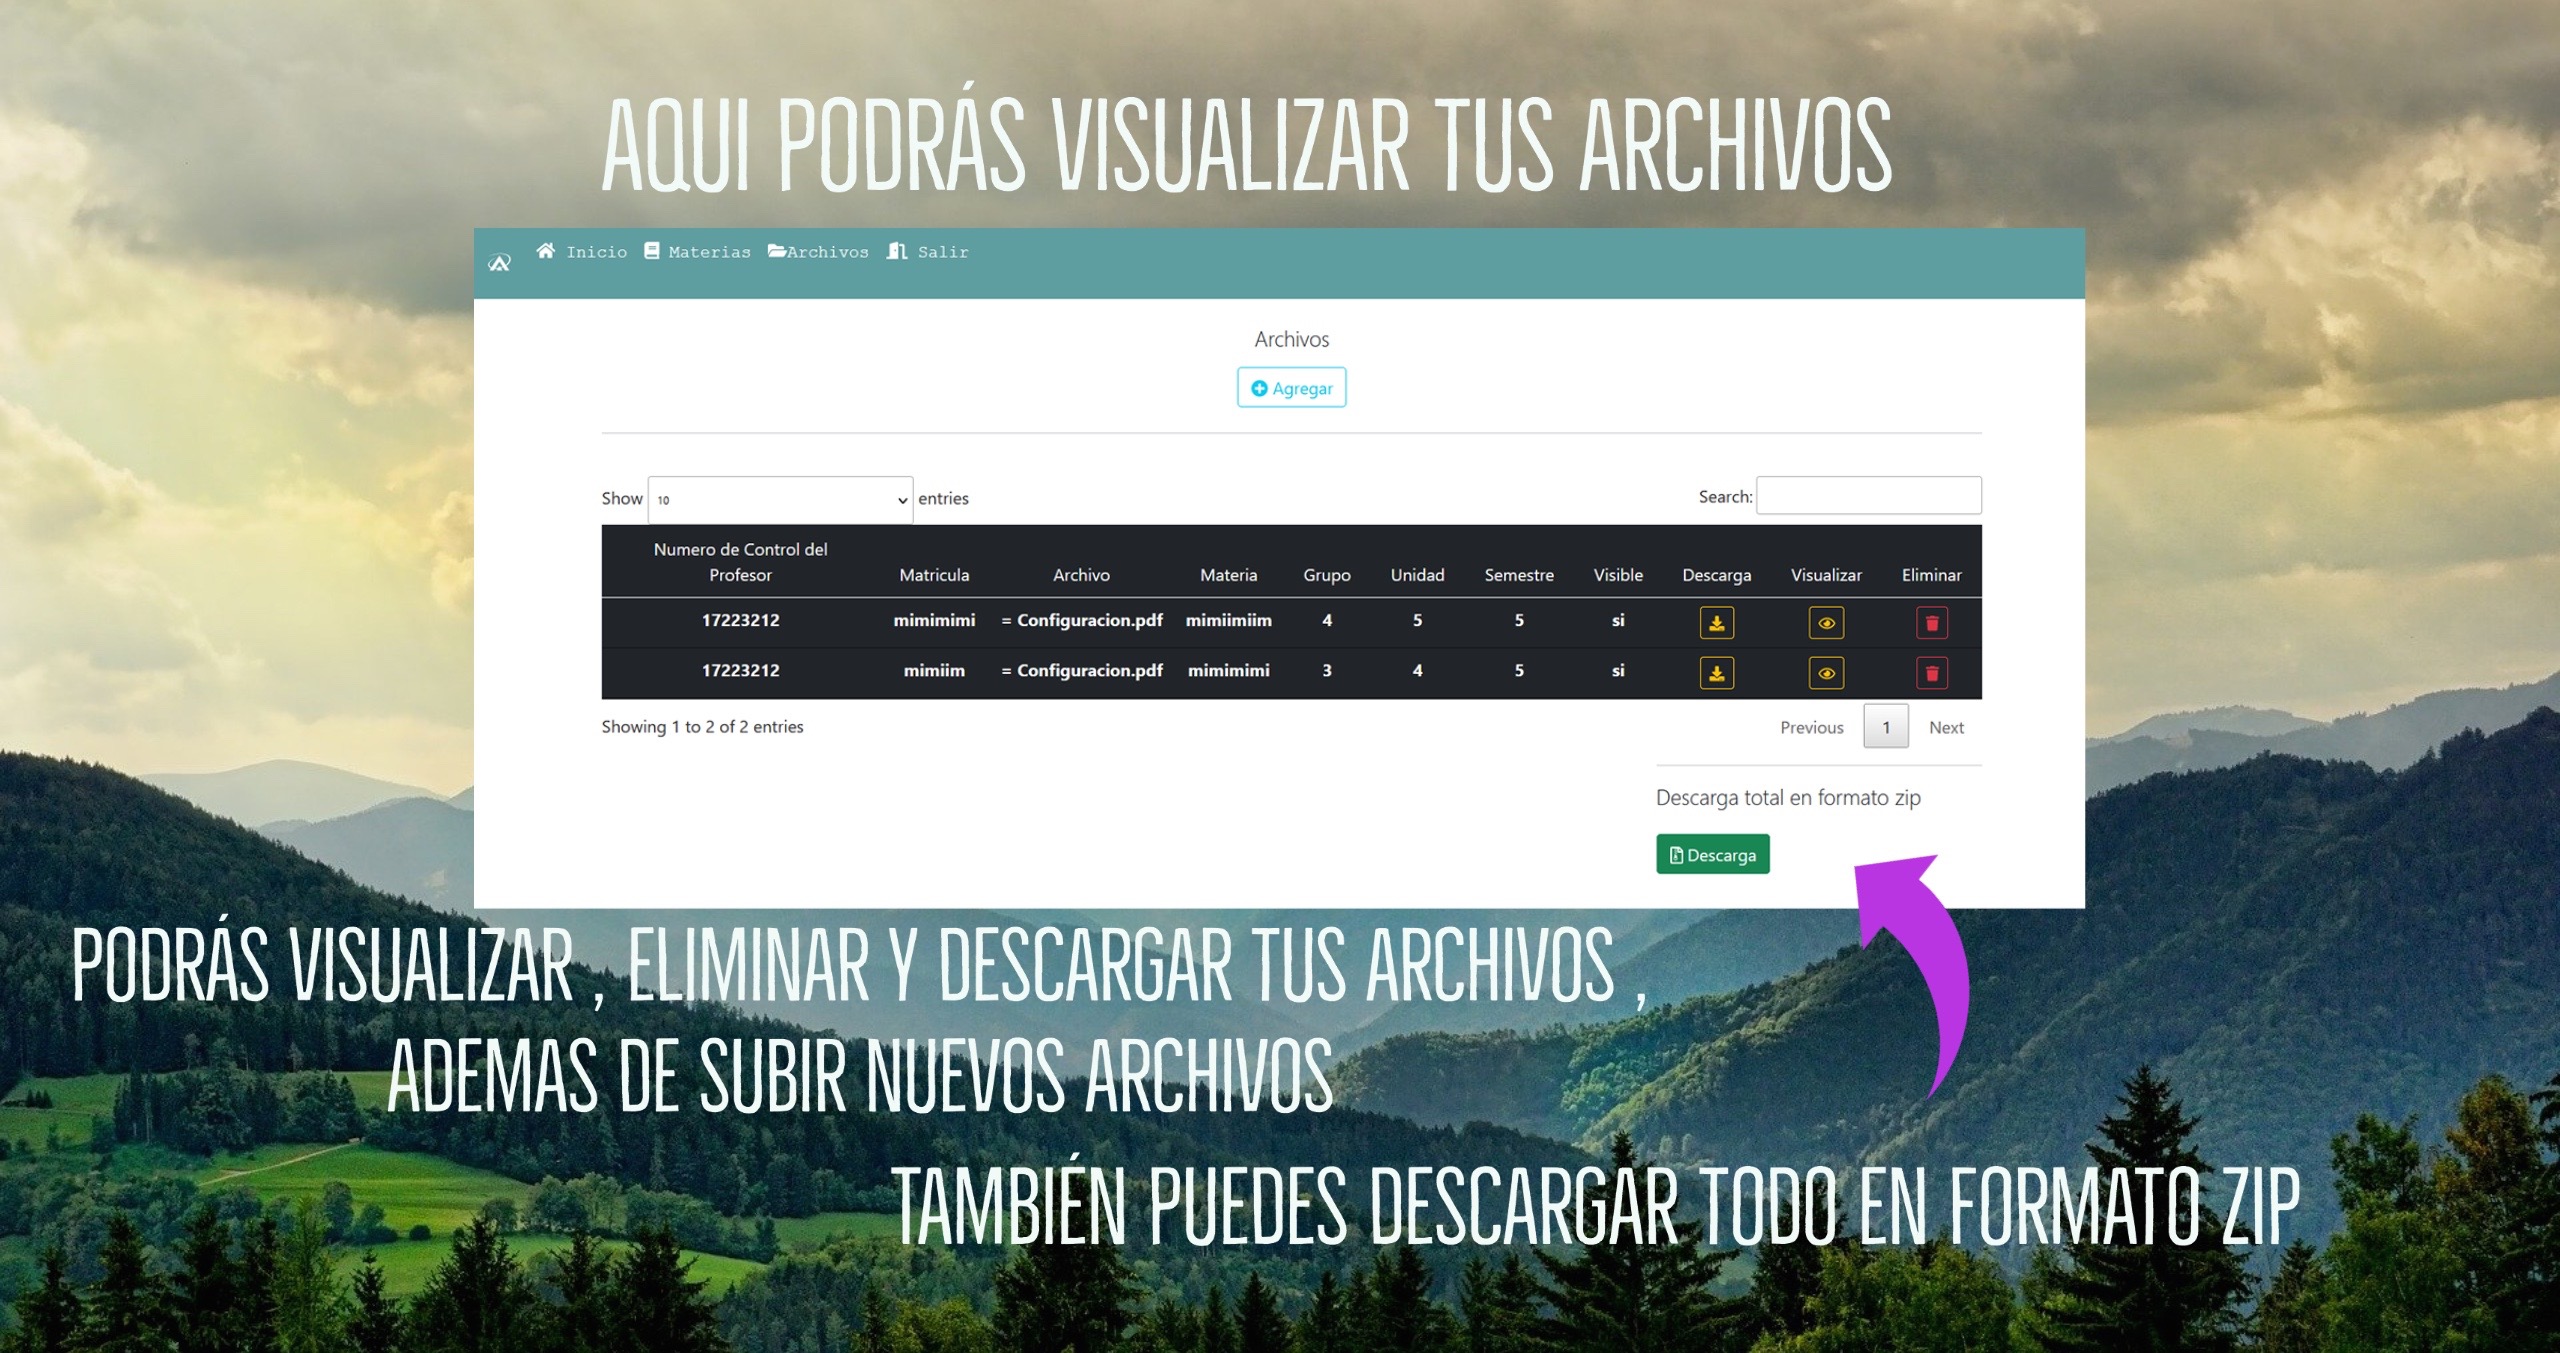 AQUI PODRÁS VISUALIZAR TUS ARCHIVOS
Inicio Materias Archivos Salir
Archivos
Agregar
Show 10 entries Search:
Numero de Control del Profesor Matricula Archivo Materia Grupo Unidad Semestre Visible Descarga Visualizar Eliminar
17223212 mimimimi = Configuracion.pdf mimiimiim 4 5 5 si
17223212 mimiim = Configuracion.pdf mimimimi 3 4 5 si
Showing 1 to 2 of 2 entries Previous 1 Next
Descarga total en formato zip
Descarga
PODRÁS VISUALIZAR , ELIMINAR Y DESCARGAR TUS ARCHIVOS ,
ADEMAS DE SUBIR NUEVOS ARCHIVOS
TAMBIÉN PUEDES DESCARGAR TODO EN FORMATO ZIP